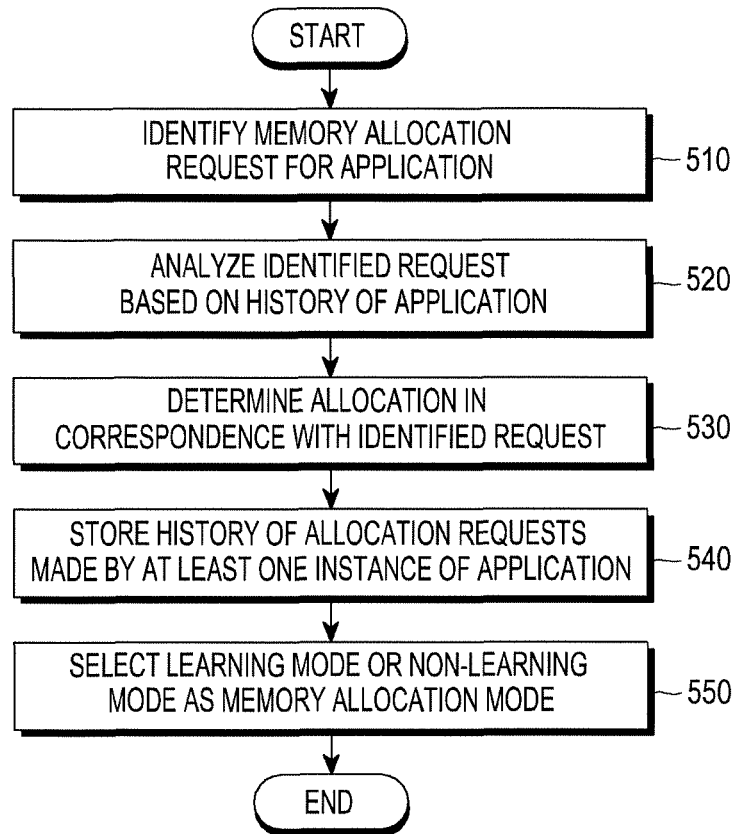 START
IDENTIFY MEMORY ALLOCATION
REQUEST FOR APPLICATION
510
ANALYZE IDENTIFIED REQUEST
BASED ON HISTORY OF APPLICATION
520
DETERMINE ALLOCATION IN
CORRESPONDENCE WITH IDENTIFIED REQUEST
530
STORE HISTORY OF ALLOCATION REQUESTS
MADE BY AT LEAST ONE INSTANCE OF APPLICATION
540
SELECT LEARNING MODE OR NON-LEARNING
MODE AS MEMORY ALLOCATION MODE
550
END